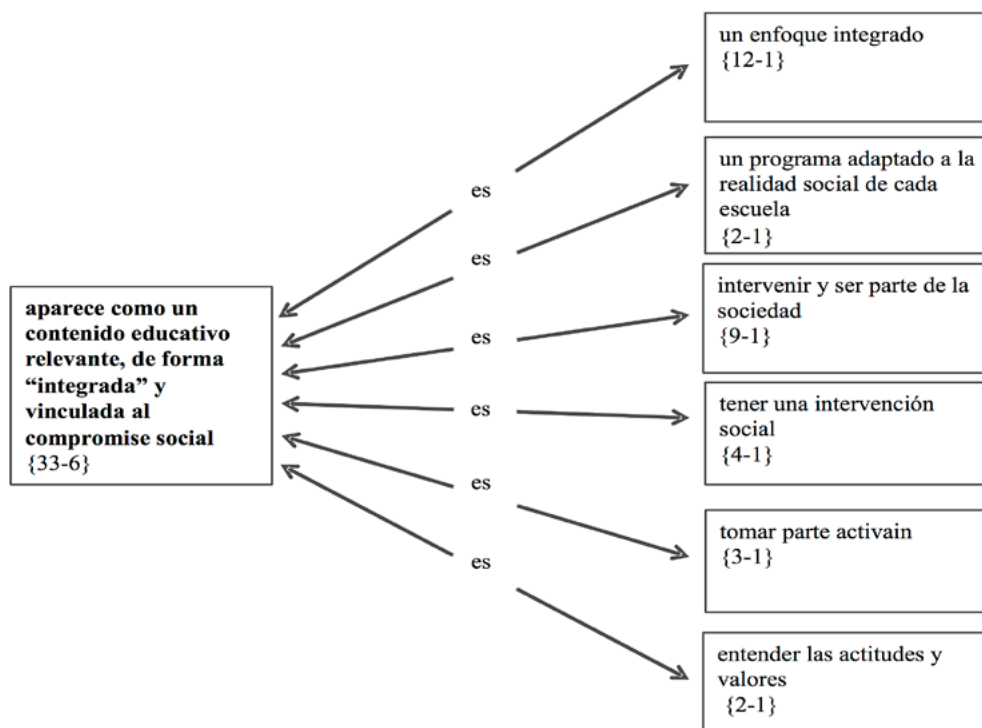 aparece como un
contenido educativo
relevante, de forma
“integrada” y
vinculada al
compromise social
{33-6}
es
es
es
es
es
es
un enfoque integrado
{12-1}
un programa adaptado a la
realidad social de cada
escuela
{2-1}
intervenir y ser parte de la
sociedad
{9-1}
tener una intervención
social
{4-1}
tomar parte activain
{3-1}
entender las actitudes y
valores
{2-1}